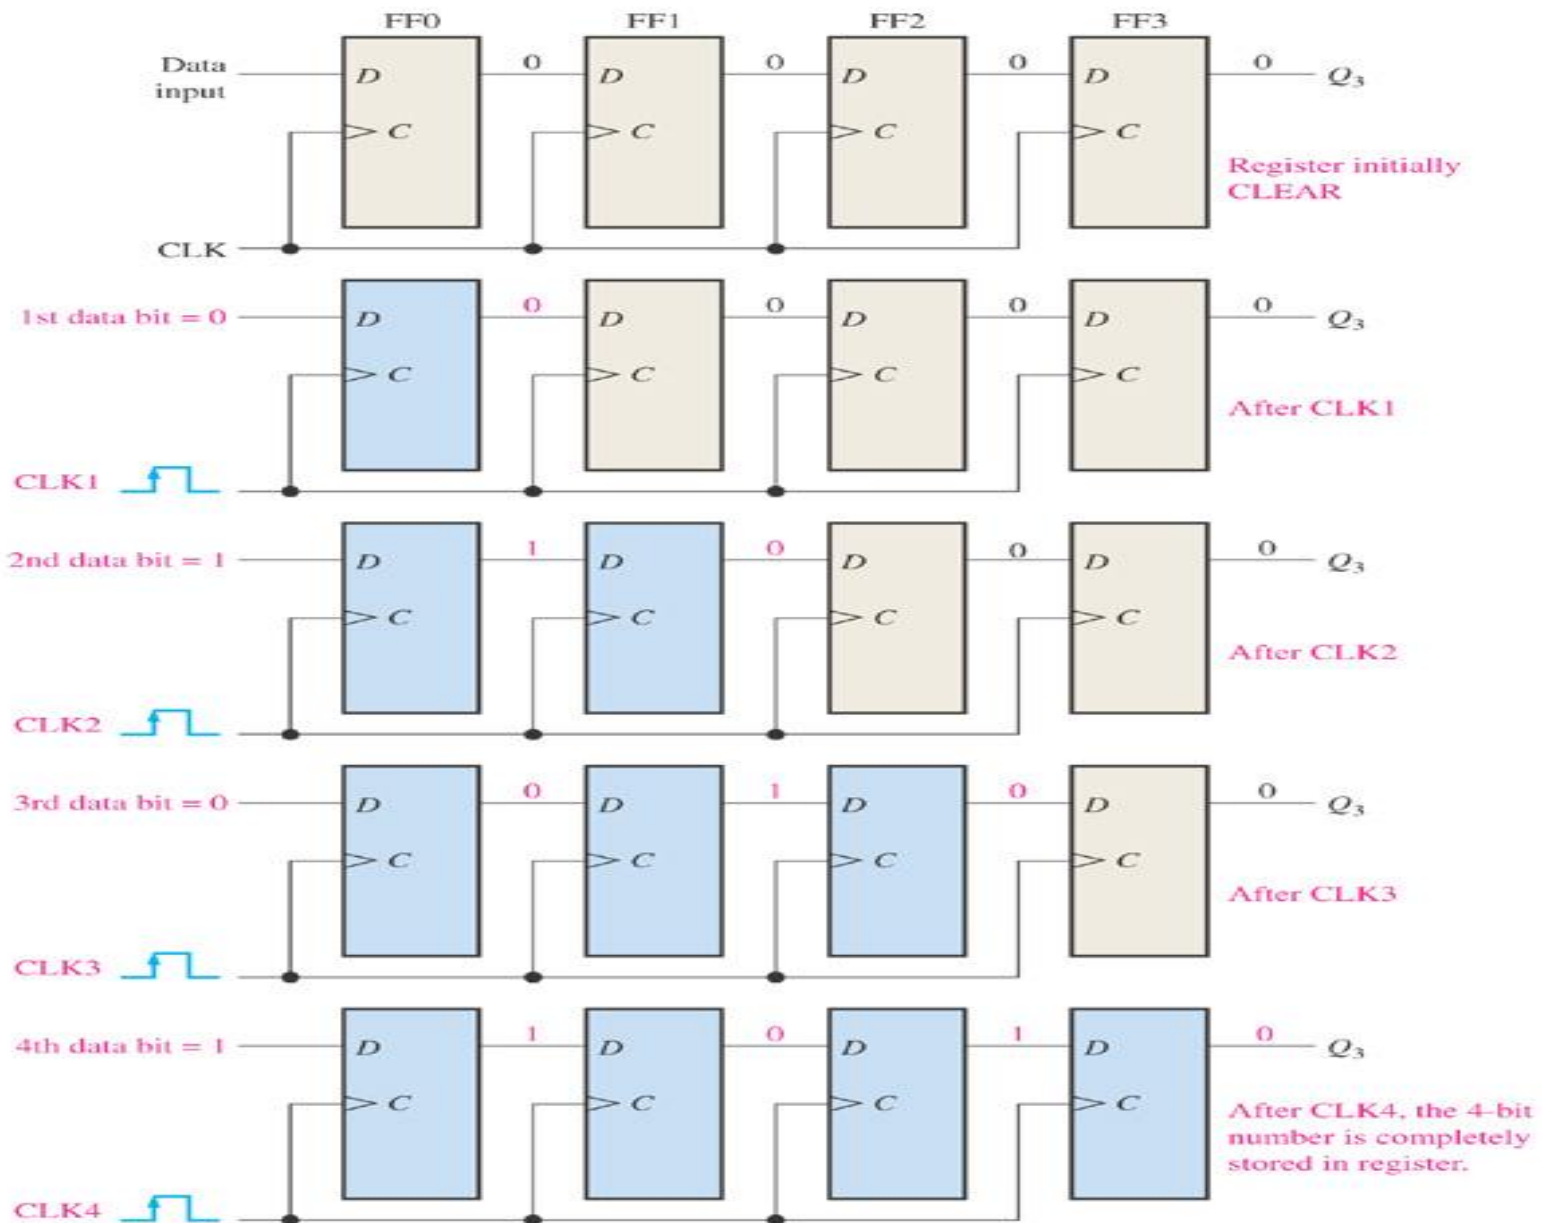 FF0 FF1 FF2 FF3
Data input D 0 D 0 D 0 D 0 Q3
C C C C
Register initially
CLEAR
CLK
1st data bit = 0 D 0 D 0 D 0 D 0 Q3
C C C C
After CLK1
CLK1
2nd data bit = 1 D 1 D 0 D 0 D 0 Q3
C C C C
After CLK2
CLK2
3rd data bit = 0 D 0 D 1 D 0 D 0 Q3
C C C C
After CLK3
CLK3
4th data bit = 1 D 1 D 0 D 1 D 0 Q3
C C C C
After CLK4, the 4-bit
number is completely
stored in register.
CLK4